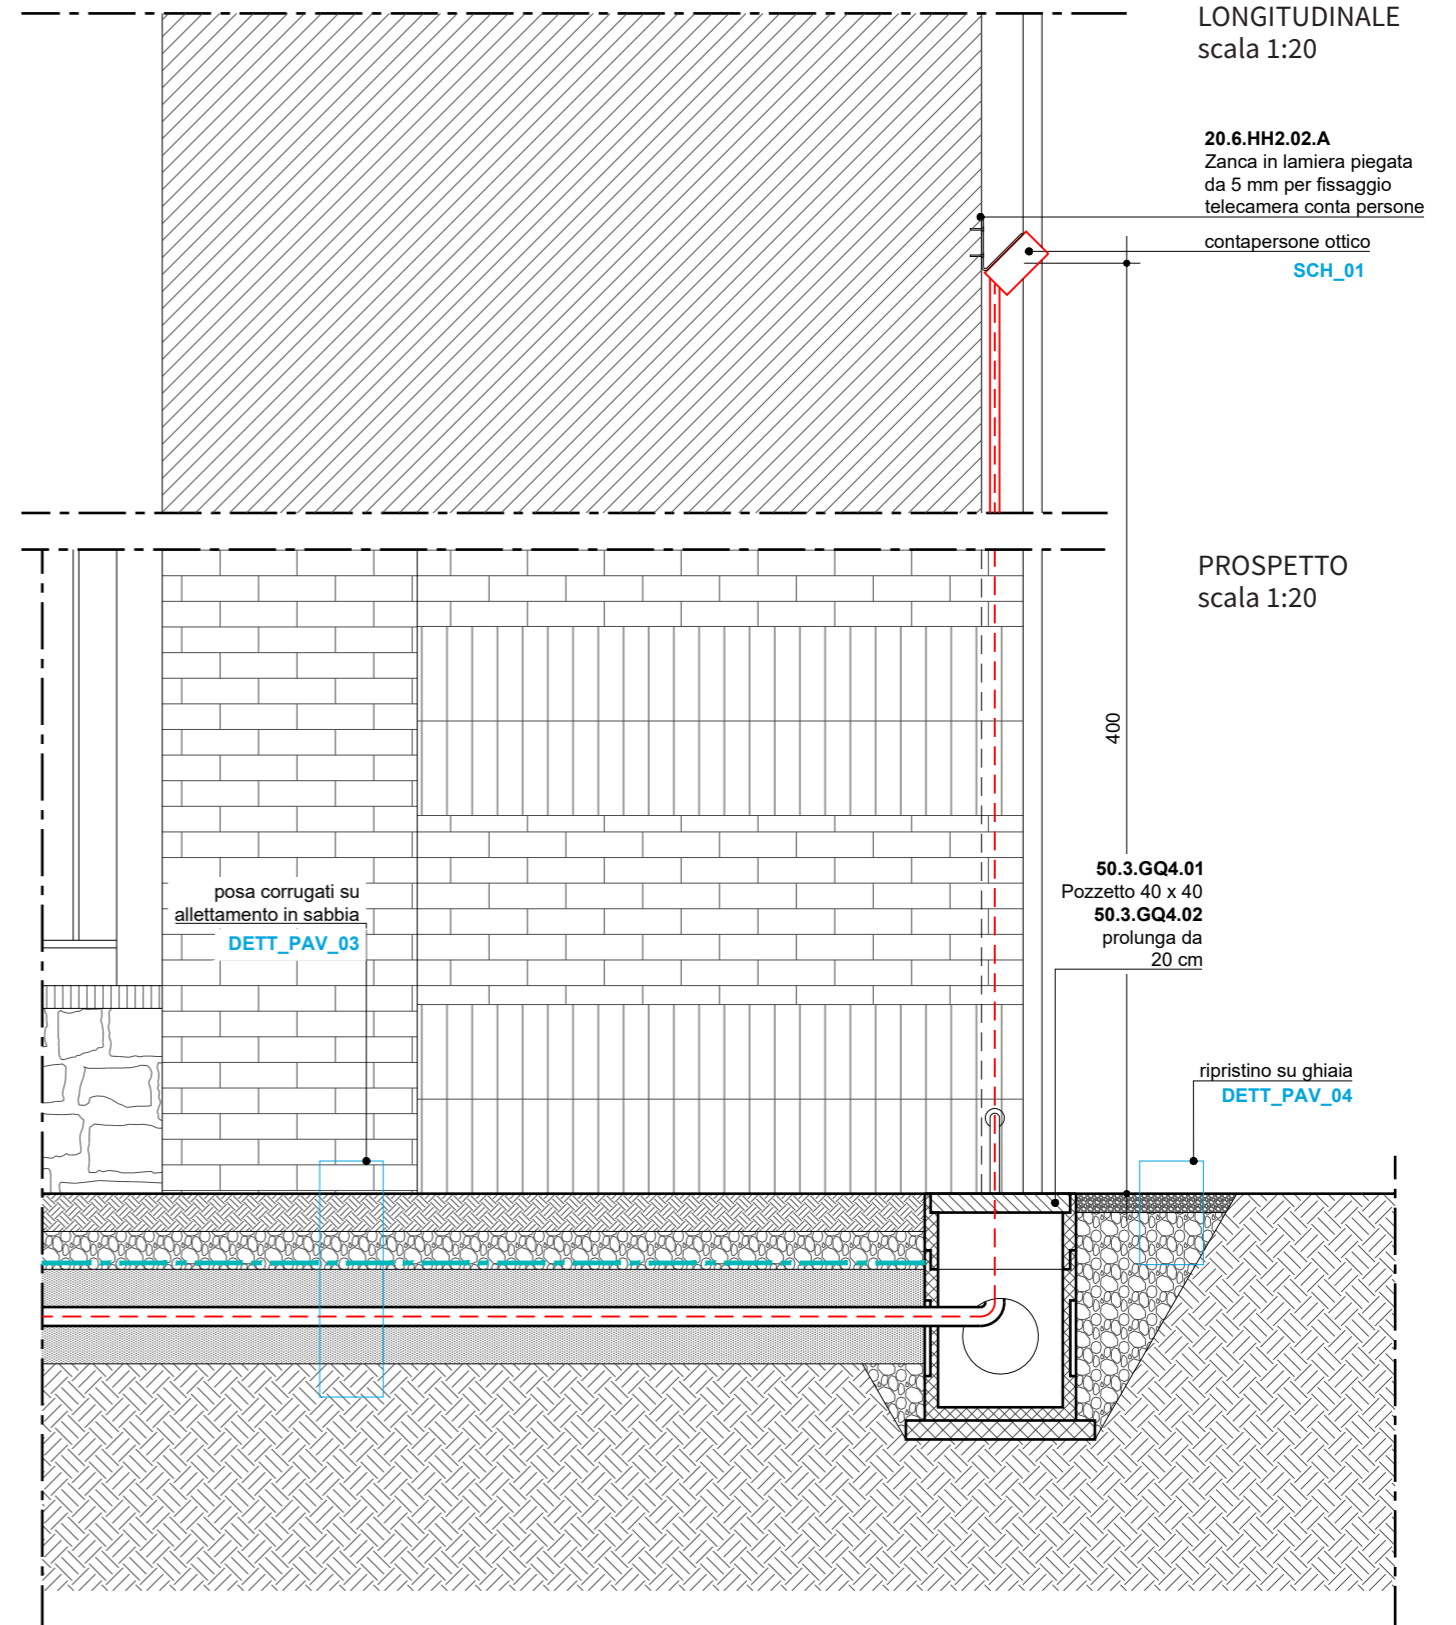 LONGITUDINALE
scala 1:20
20.6.HH2.02.A
Zanca in lamiera piegata
da 5 mm per fissaggio
telecamera conta persone
contapersone ottico
SCH_01
PROSPETTO
scala 1:20
400
50.3.GQ4.01
Pozzetto 40 x 40
50.3.GQ4.02
prolunga da
20 cm
posa corrugati su
allettamento in sabbia
DETT_PAV_03
ripristino su ghiaia
DETT_PAV_04